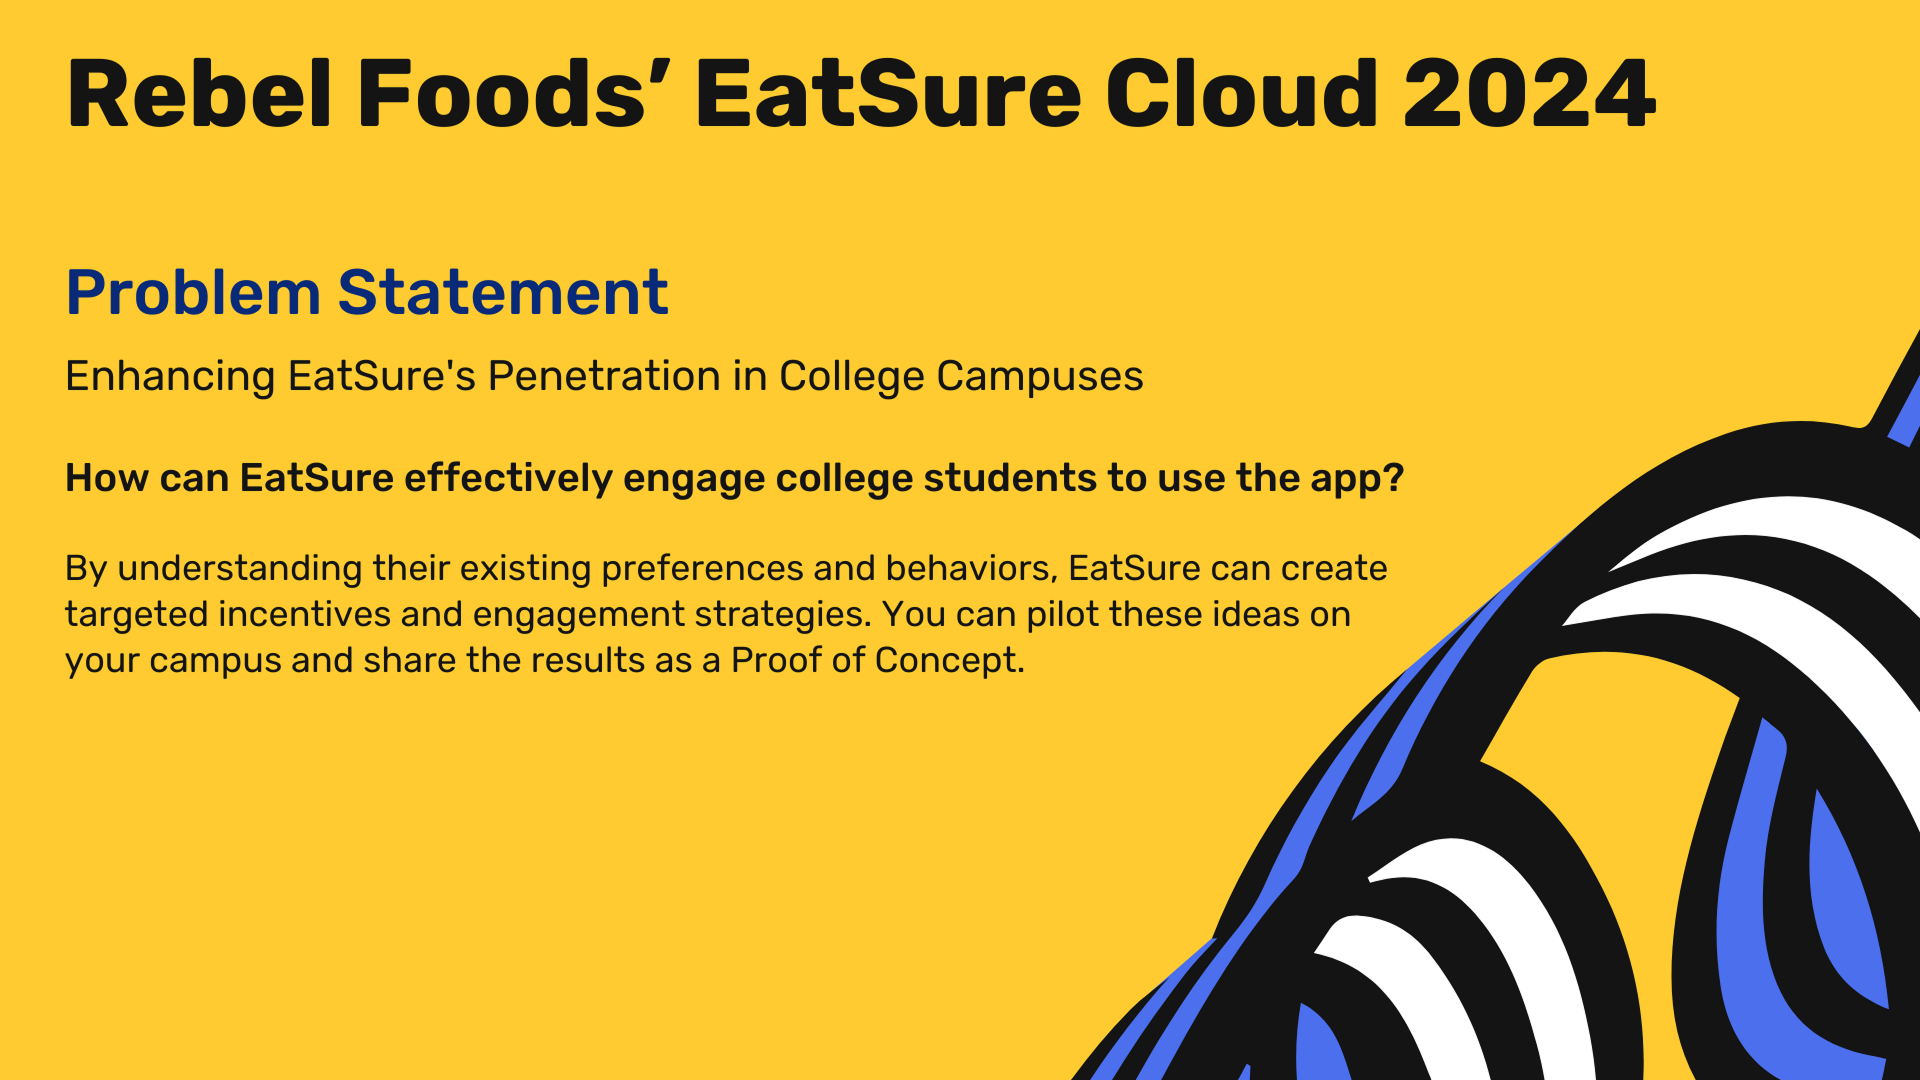 Rebel Foods’ EatSure Cloud 2024
Problem Statement
Enhancing EatSure's Penetration in College Campuses
How can EatSure effectively engage college students to use the app?
By understanding their existing preferences and behaviors, EatSure can create
targeted incentives and engagement strategies. You can pilot these ideas on
your campus and share the results as a Proof of Concept.